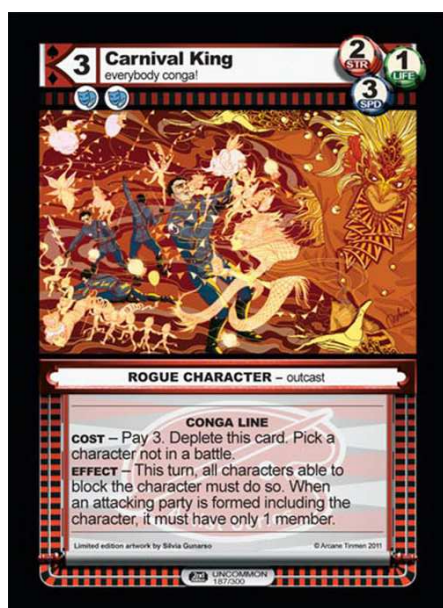 3
Carnival King
everybody conga!
2
STR
1
LIFE
3
SPD
ROGUE CHARACTER – outcast
CONGA LINE
COST – Pay 3. Deplete this card. Pick a
character not in a battle.
EFFECT – This turn, all characters able to
block the character must do so. When
an attacking party is formed including the
character, it must have only 1 member.
Limited edition artwork by Silvia Gunarso
© Arcane Tinmen 2011
UNCOMMON
187/300